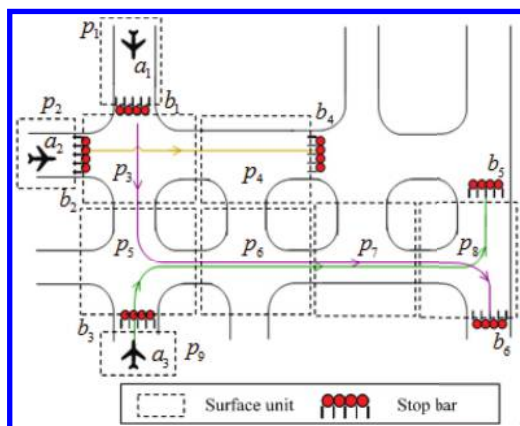 p1
a1
b1
p2
a2
b2
p3
p4
b4
b5
p5
p6
p7
p8
b3
a3
p9
b6
Surface unit
Stop bar